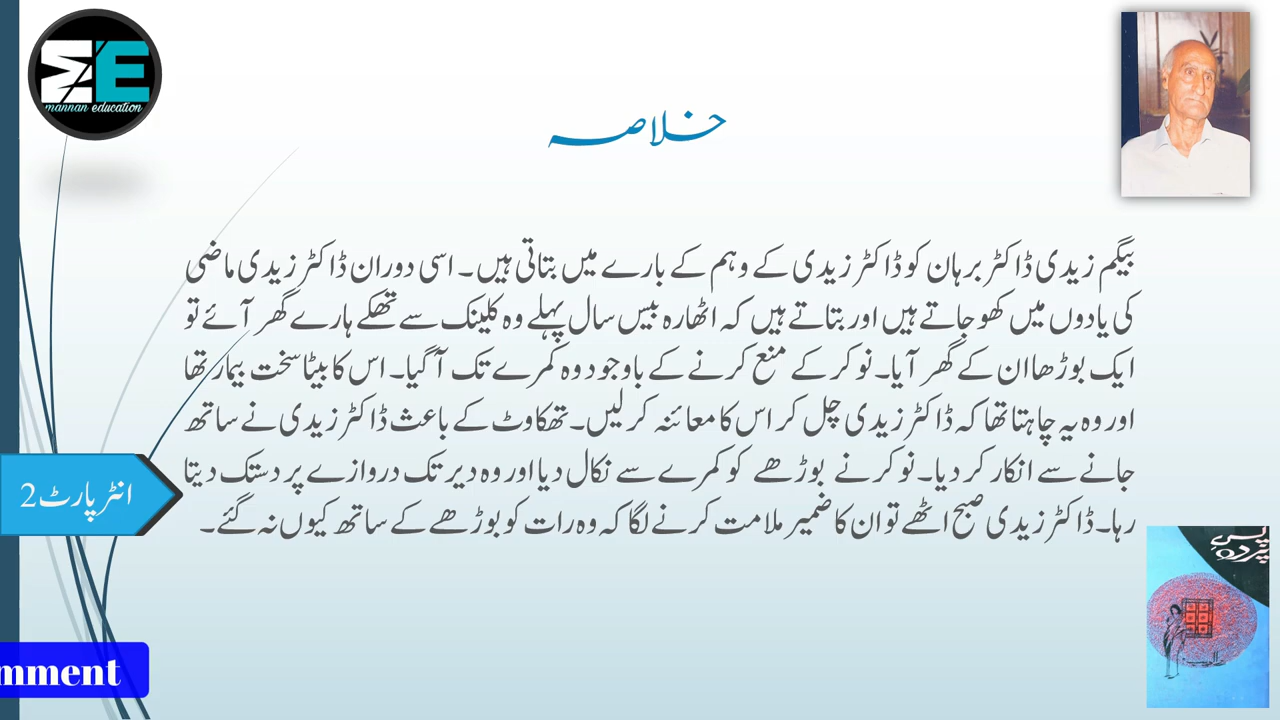 mannan education
خلاصہ
بیگم زیدی ڈاکٹر برہان کو ڈاکٹر زیدی کے وہم کے بارے میں بتاتی ہیں۔ اسی دوران ڈاکٹر زیدی ماضی
کی یادوں میں کھو جاتے ہیں اور بتاتے ہیں کہ اٹھارہ بیس سال پہلے وہ کلینک سے تھکے ہارے گھر آئے تو
ایک بوڑھا ان کے گھر آیا۔ نوکر کے منع کرنے کے باوجود وہ کمرے تک آ گیا۔ اس کا بیٹا سخت بیمار تھا
اور وہ یہ چاہتا تھا کہ ڈاکٹر زیدی چل کر اس کا معائنہ کر لیں۔ تھکاوٹ کے باعث ڈاکٹر زیدی نے ساتھ
جانے سے انکار کر دیا۔ نوکر نے بوڑھے کو کمرے سے نکال دیا اور وہ دیر تک دروازے پر دستک دیتا
رہا۔ ڈاکٹر زیدی صبح اٹھے تو ان کا ضمیر ملامت کرنے لگا کہ وہ رات کو بوڑھے کے ساتھ کیوں نہ گئے۔
انٹر پارٹ 2
پسِ پردہ
mment